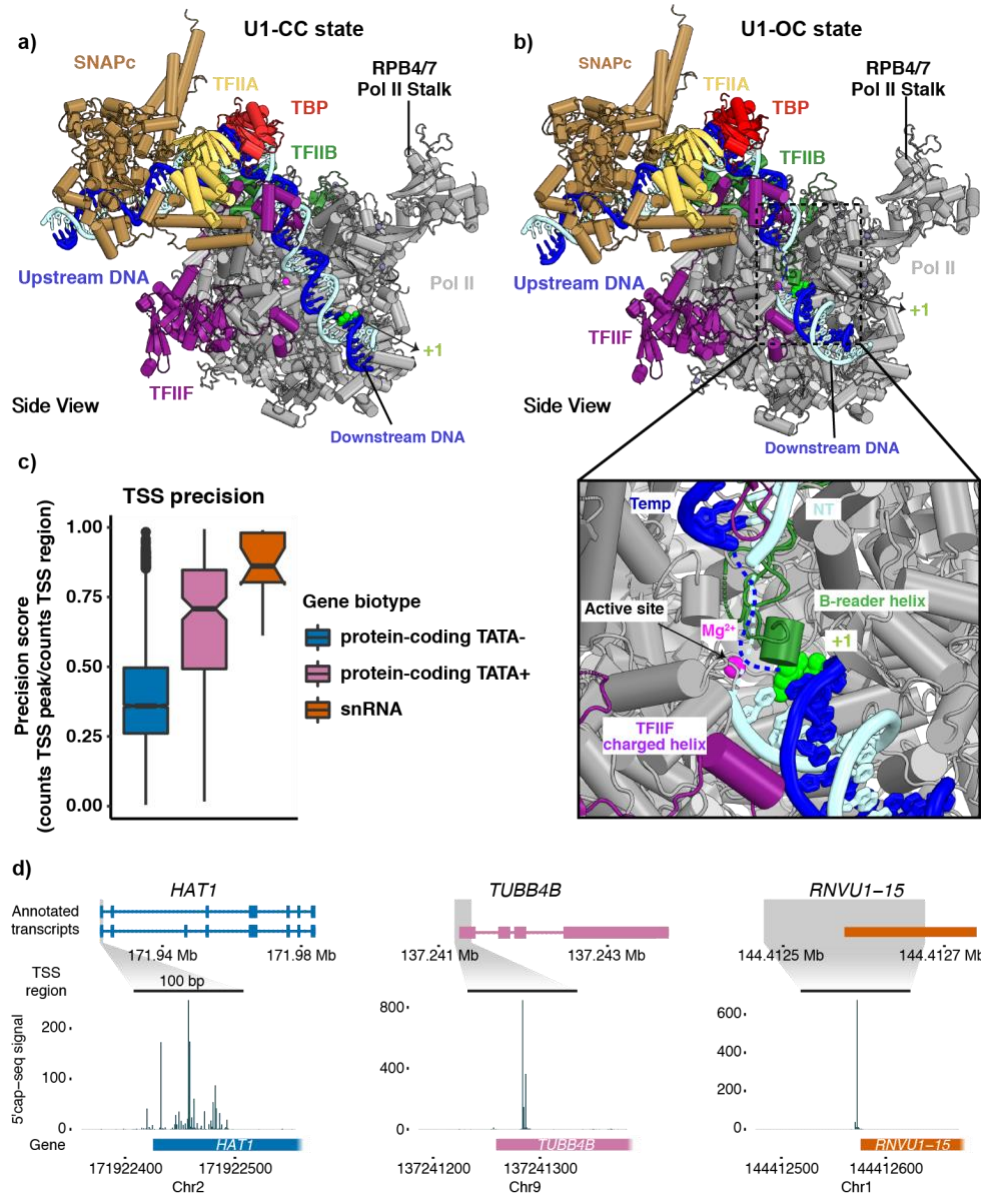 a)
U1-CC state
SNAPc
TFIIA
TBP
RPB4/7
Pol II Stalk
TFIIB
Upstream DNA
Pol II
TFIIF
+1
Side View
Downstream DNA
b)
U1-OC state
SNAPc
TFIIA
TBP
RPB4/7
Pol II Stalk
TFIIB
Upstream DNA
Pol II
TFIIF
+1
Side View
Downstream DNA
Temp
NT
Active site
Mg²⁺
B-reader helix
+1
TFIIF
charged helix
c)
TSS precision
Precision score
(counts TSS peak/counts TSS region)
1.00
0.75
0.50
0.25
0.00
Gene biotype
protein-coding TATA-
protein-coding TATA+
snRNA
d)
HAT1
TUBB4B
RNVU1-15
Annotated
transcripts
171.94 Mb
171.98 Mb
137.241 Mb
137.243 Mb
144.4125 Mb
144.4127 Mb
TSS
region
100 bp
5'cap-seq signal
200
100
0
800
400
0
600
400
200
0
Gene
HAT1
TUBB4B
RNVU1-15
171922400
171922500
137241200
137241300
144412500
144412600
Chr2
Chr9
Chr1